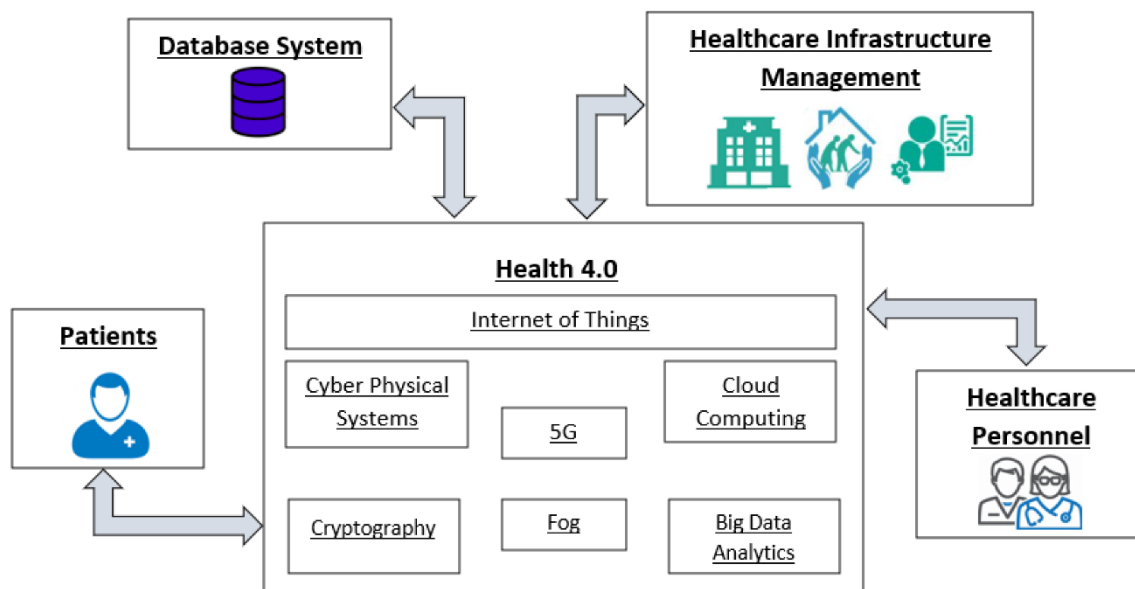 Database System
Healthcare Infrastructure
Management
Health 4.0
Internet of Things
Patients
Cyber Physical
Systems
5G
Cloud
Computing
Healthcare
Personnel
Cryptography
Fog
Big Data
Analytics